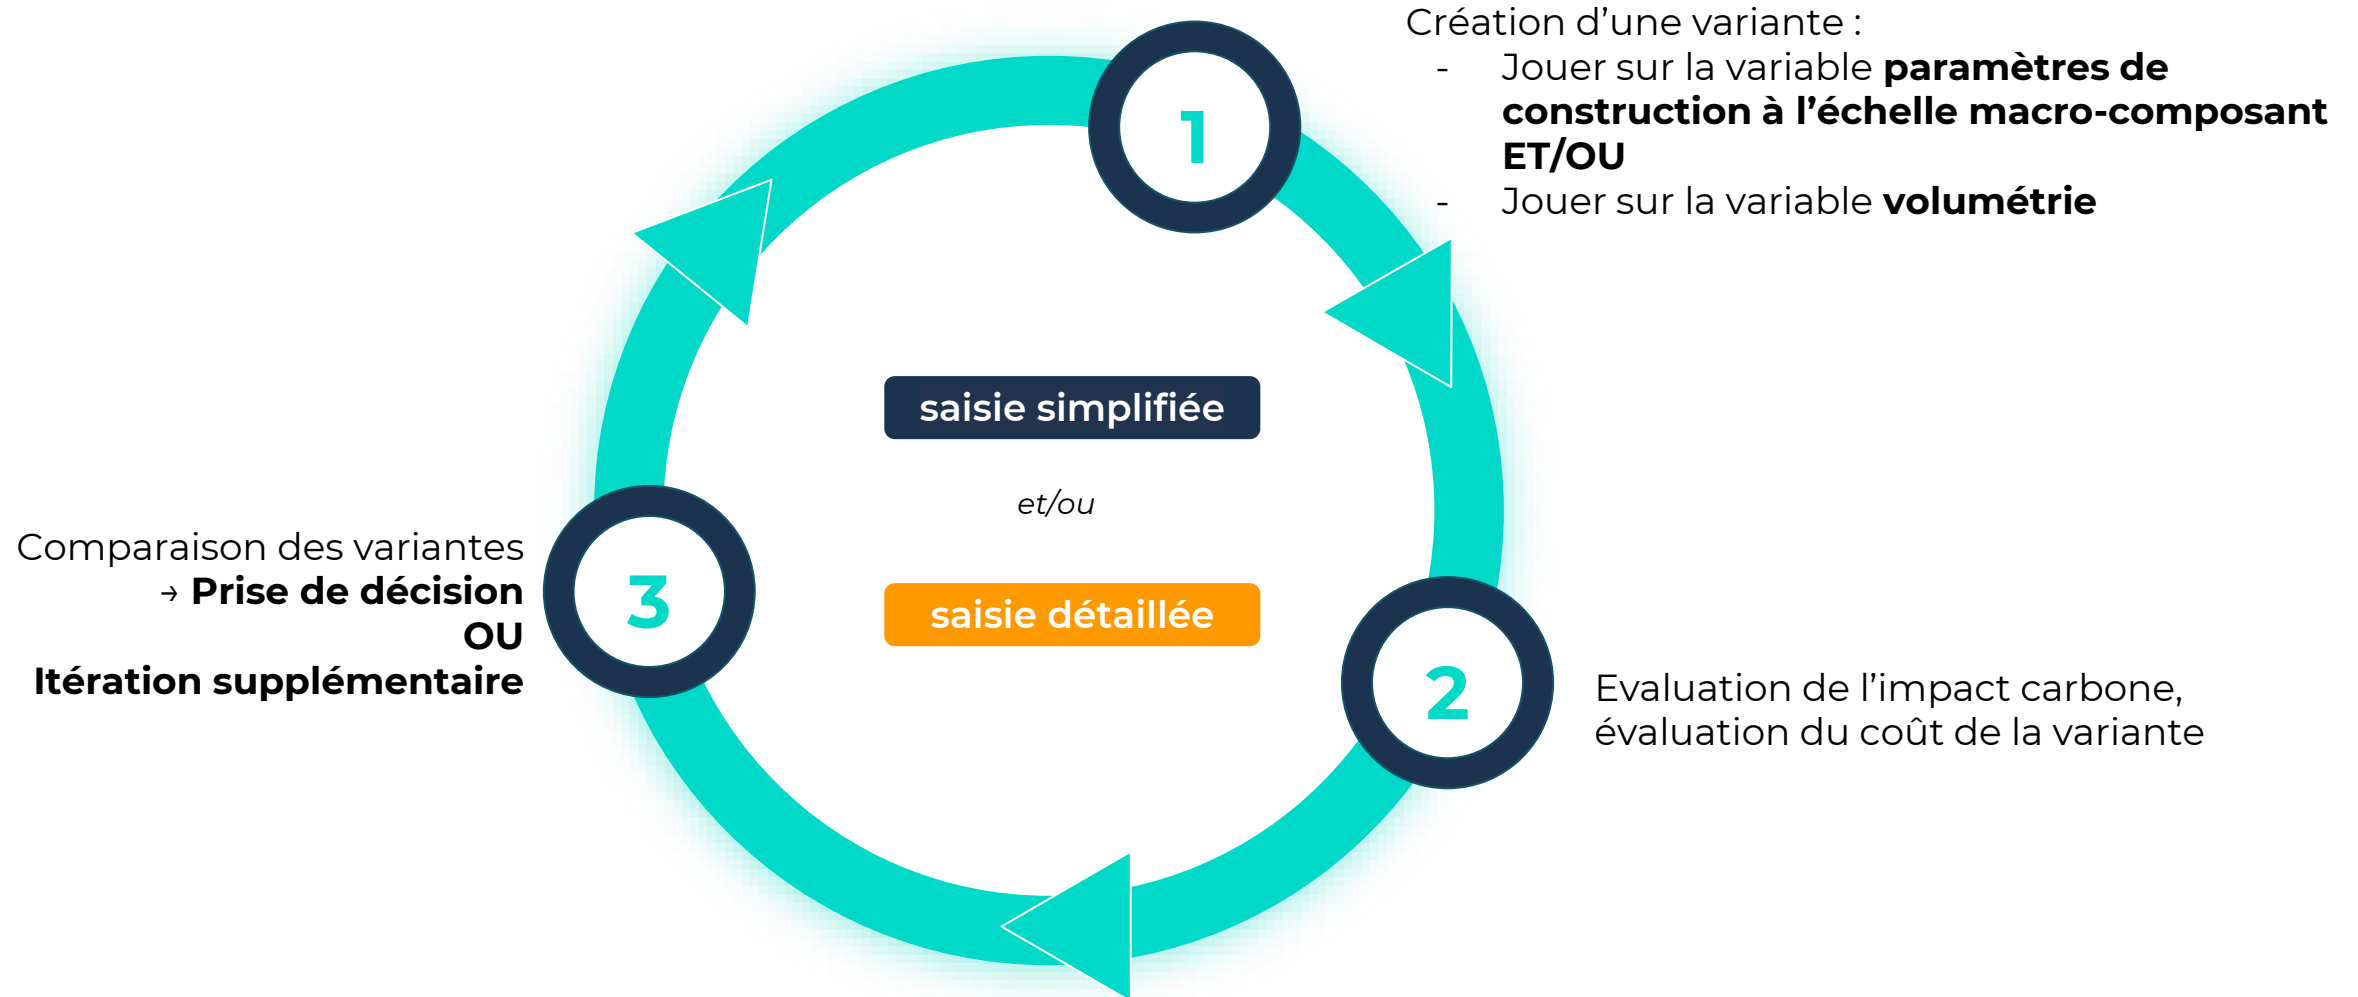 Création d’une variante :
- Jouer sur la variable paramètres de
construction à l’échelle macro-composant
ET/OU
- Jouer sur la variable volumétrie
1
saisie simplifiée
et/ou
saisie détaillée
2
Evaluation de l’impact carbone,
évaluation du coût de la variante
3
Comparaison des variantes
→ Prise de décision
OU
Itération supplémentaire